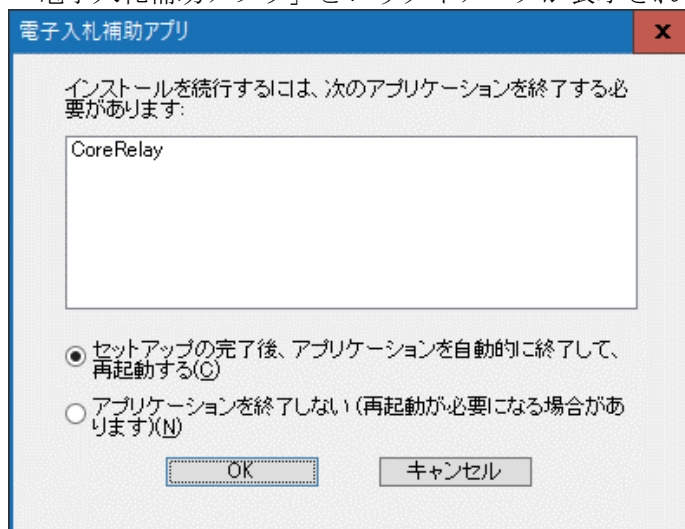 電子入札補助アプリ
インストールを続行するには、次のアプリケーションを終了する必
要があります:
CoreRelay
セットアップの完了後、アプリケーションを自動的に終了して、
再起動する(C)
アプリケーションを終了しない (再起動が必要になる場合があ
ります)(N)
OK
キャンセル